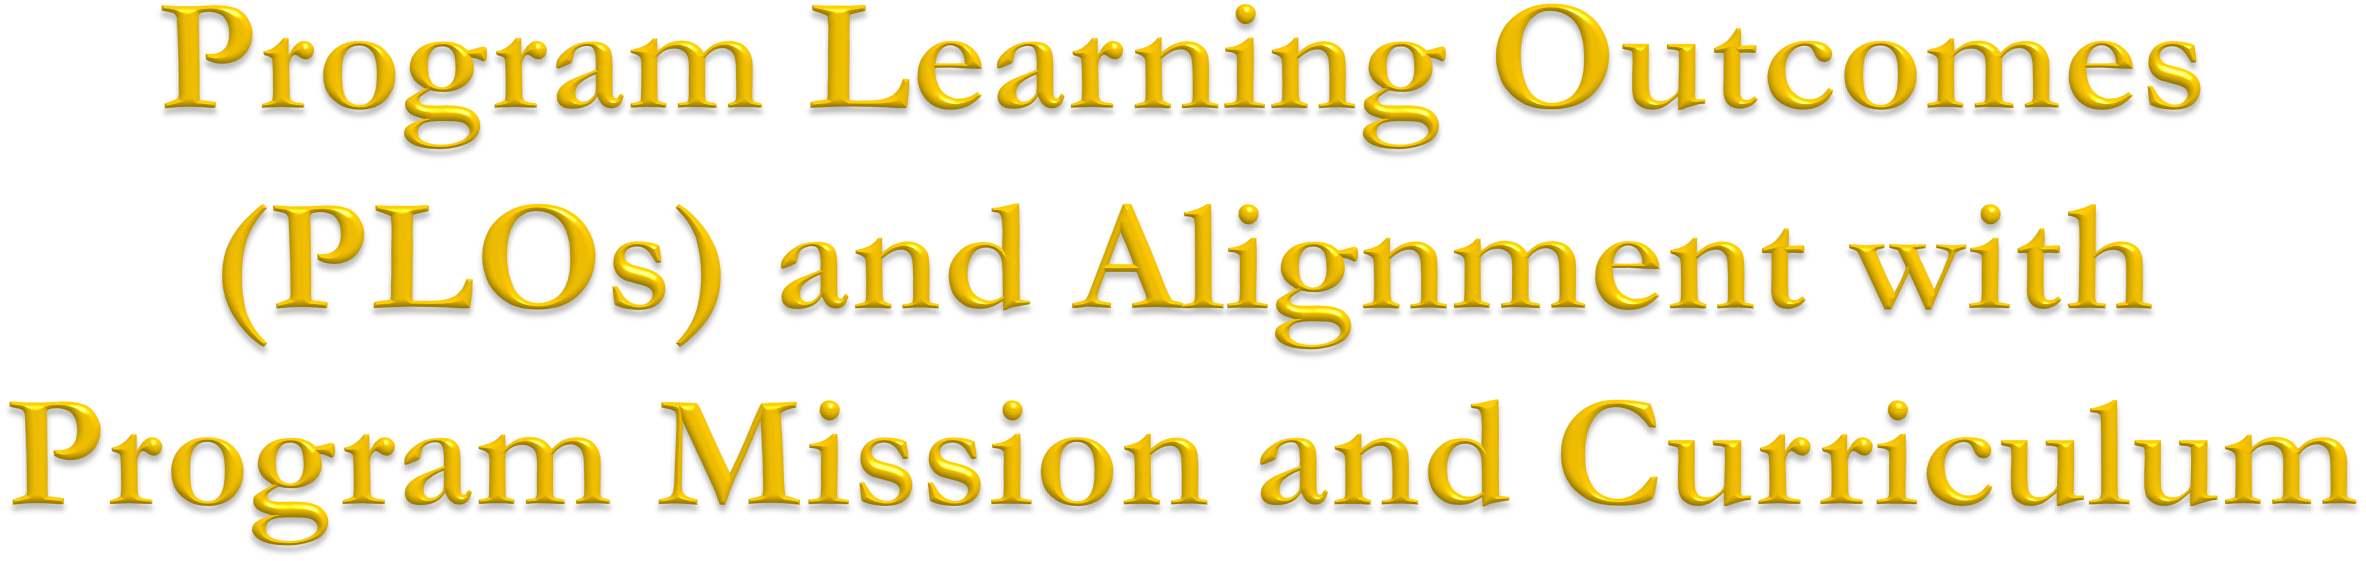 Program Learning Outcomes
(PLOs) and Alignment with
Program Mission and Curriculum